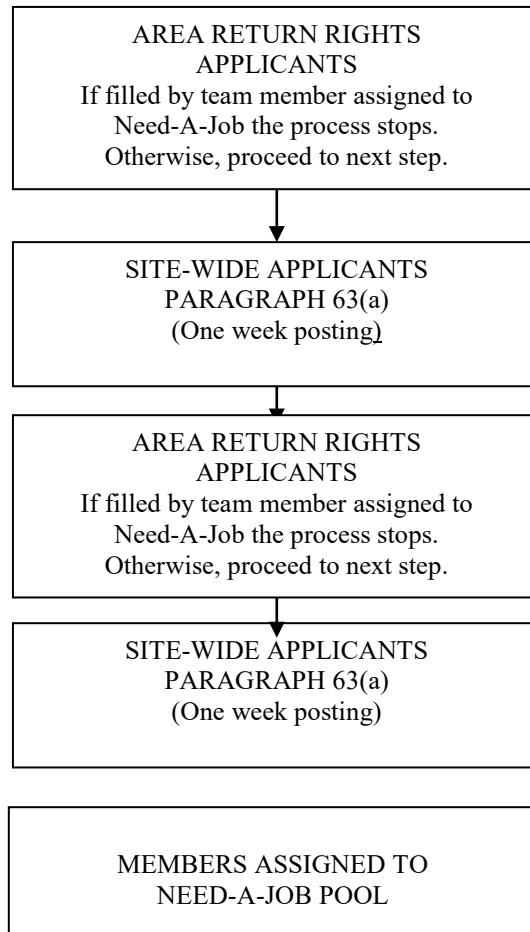 AREA RETURN RIGHTS
APPLICANTS
If filled by team member assigned to
Need-A-Job the process stops.
Otherwise, proceed to next step.
SITE-WIDE APPLICANTS
PARAGRAPH 63(a)
(One week posting)
AREA RETURN RIGHTS
APPLICANTS
If filled by team member assigned to
Need-A-Job the process stops.
Otherwise, proceed to next step.
SITE-WIDE APPLICANTS
PARAGRAPH 63(a)
(One week posting)
MEMBERS ASSIGNED TO
NEED-A-JOB POOL